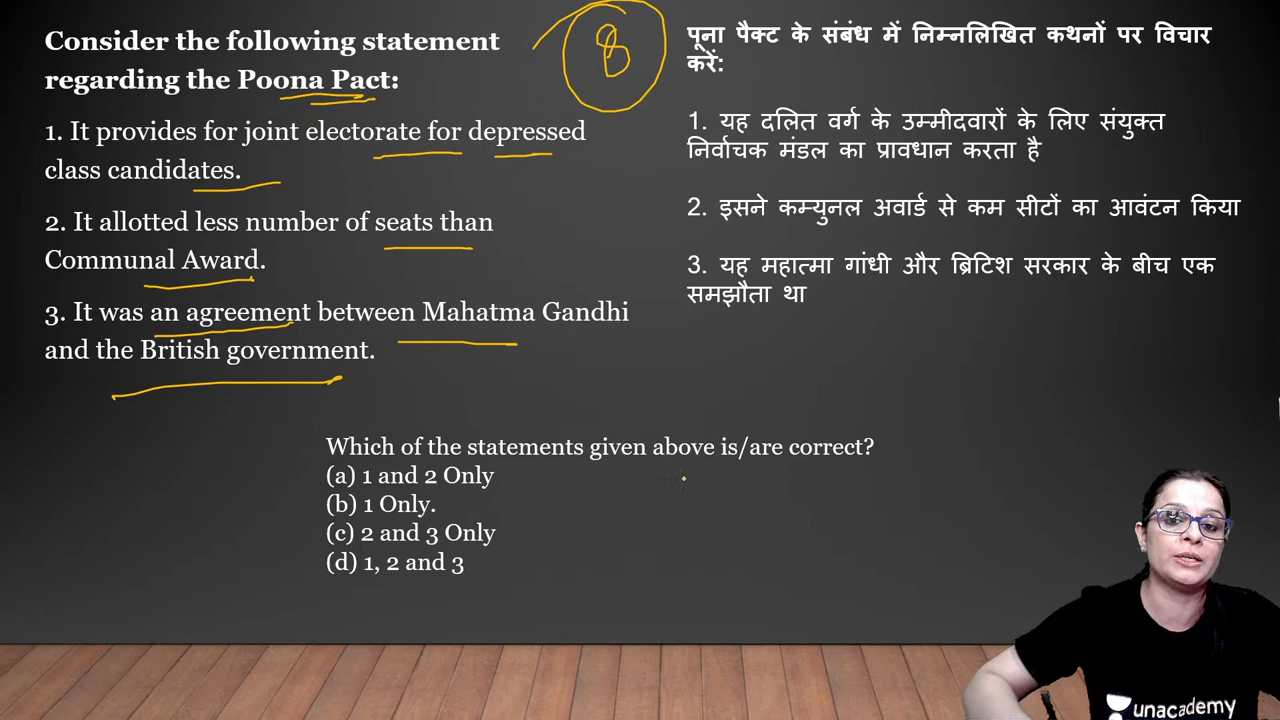 Consider the following statement
regarding the Poona Pact:
1. It provides for joint electorate for depressed
class candidates.
2. It allotted less number of seats than
Communal Award.
3. It was an agreement between Mahatma Gandhi
and the British government.
8
पूना पैक्ट के संबंध में निम्नलिखित कथनों पर विचार
करें:
1. यह दलित वर्ग के उम्मीदवारों के लिए संयुक्त
निर्वाचक मंडल का प्रावधान करता है
2. इसने कम्युनल अवार्ड से कम सीटों का आवंटन किया
3. यह महात्मा गांधी और ब्रिटिश सरकार के बीच एक
समझौता था
Which of the statements given above is/are correct?
(a) 1 and 2 Only
(b) 1 Only.
(c) 2 and 3 Only
(d) 1, 2 and 3
unacademy